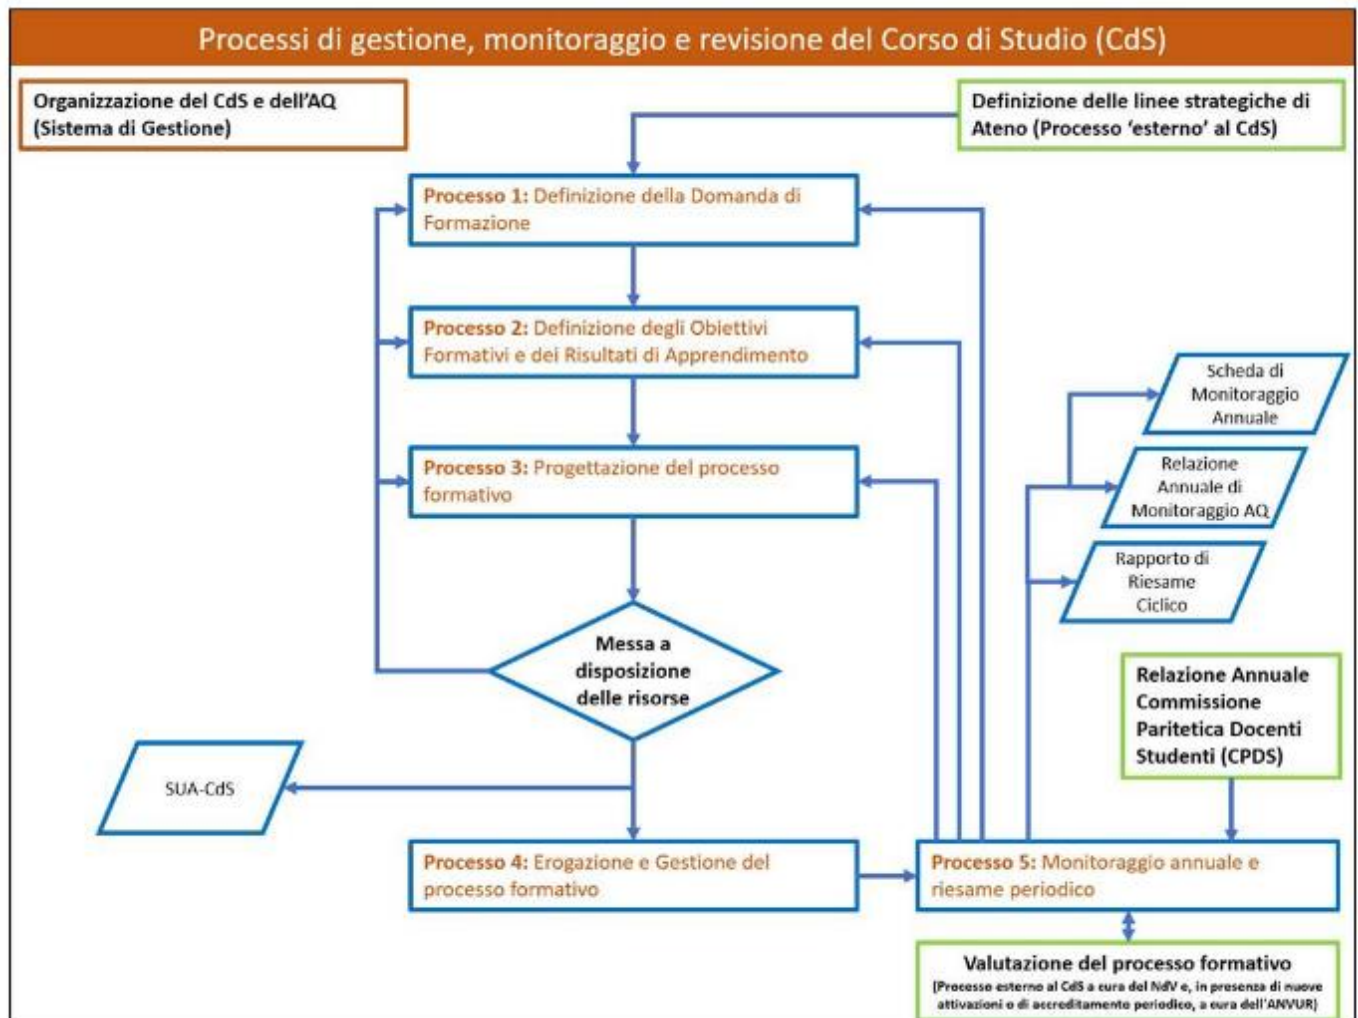 Processi di gestione, monitoraggio e revisione del Corso di Studio (CdS)
Organizzazione del CdS e dell'AQ
(Sistema di Gestione)
Definizione delle linee strategiche di
Ateno (Processo 'esterno' al CdS)
Processo 1: Definizione della Domanda di
Formazione
Processo 2: Definizione degli Obiettivi
Formativi e dei Risultati di Apprendimento
Scheda di
Monitoraggio
Annuale
Processo 3: Progettazione del processo
formativo
Relazione
Annuale di
Monitoraggio AQ
Rapporto di
Riesame
Ciclico
Messa a
disposizione
delle risorse
Relazione Annuale
Commissione
Paritetica Docenti
Studenti (CPDS)
SUA-CdS
Processo 4: Erogazione e Gestione del
processo formativo
Processo 5: Monitoraggio annuale e
riesame periodico
Valutazione del processo formativo
(Processo esterno al CdS a cura del NdV e, in presenza di nuove
attivazioni o di accreditamento periodico, a cura dell'ANVUR)